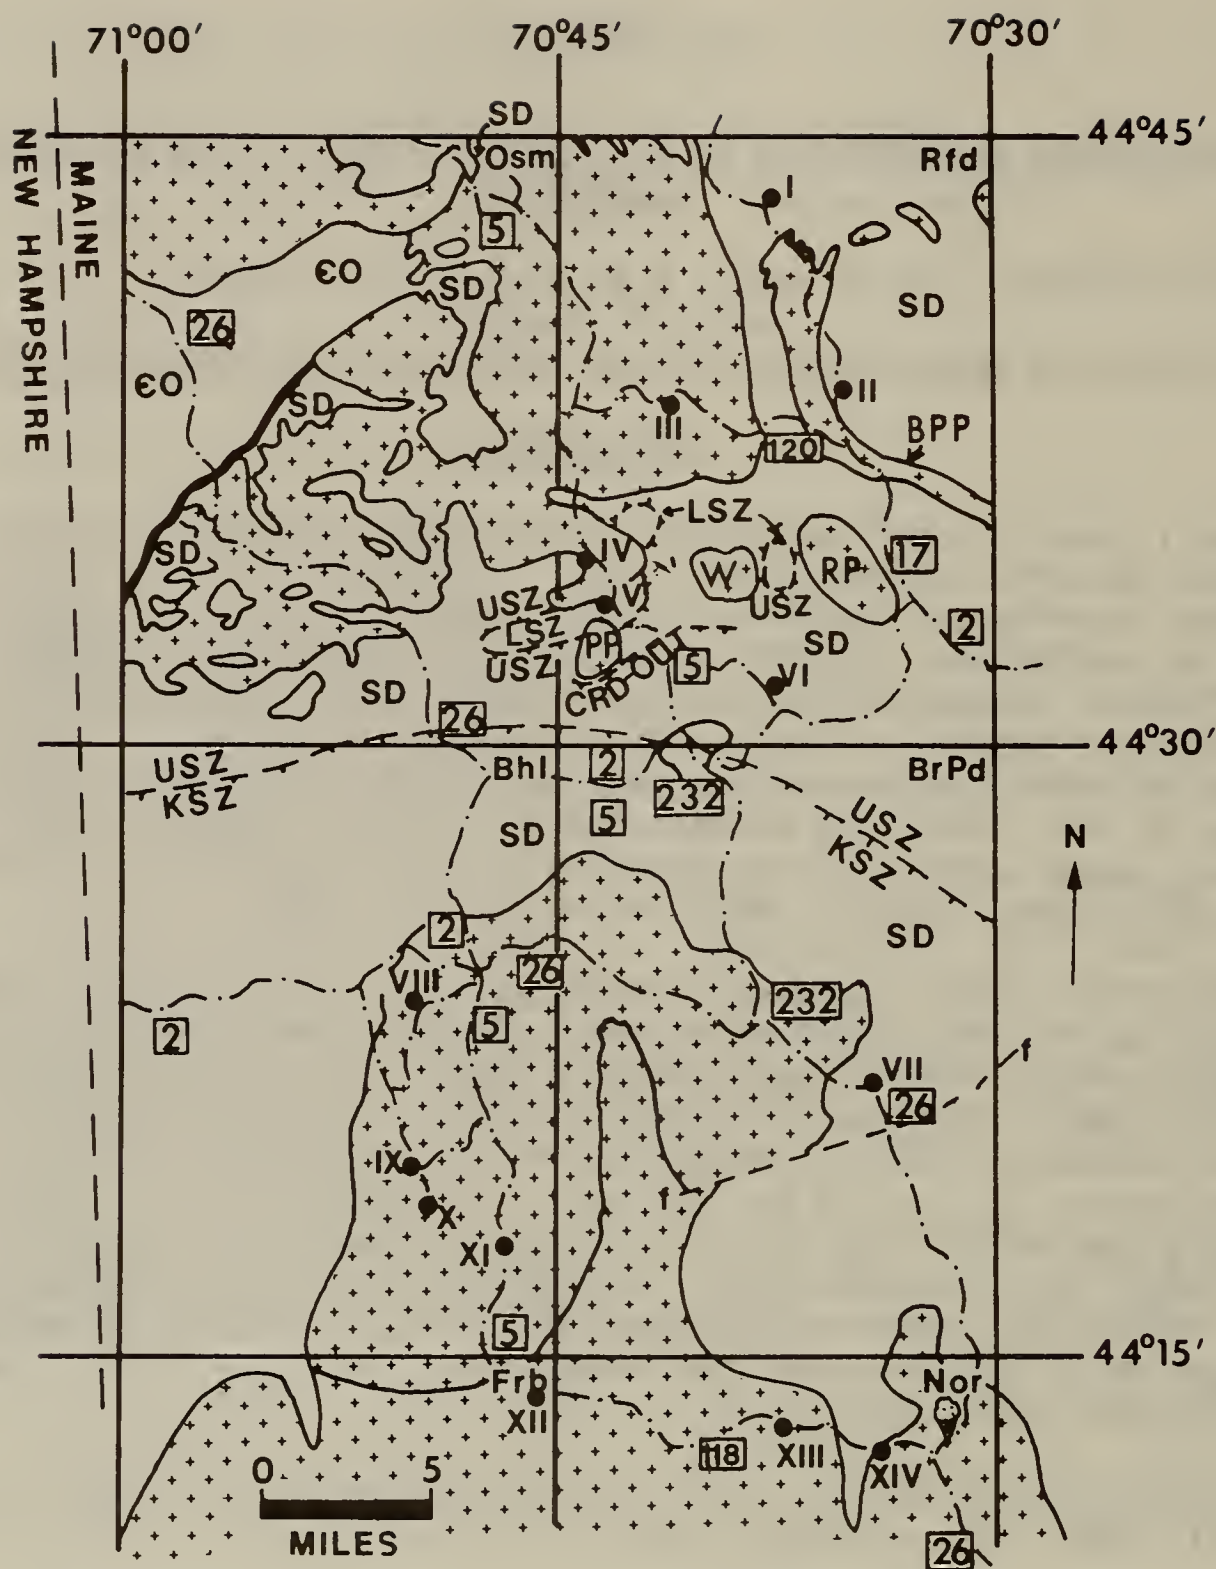 71°00′ 70°45′ 70°30′
SD
44°45′
Osm Rfd
NEW HAMPSHIRE
MAINE
I
5
ЄO
SD SD
26
ЄO
SD
II
III
BPP
120
LSZ
SD IV
W
RP
17
USZ V
USZ
LSZ
PP
SD
2
USZ
5
CRD
VI
SD
26
44°30′
USZ
KSZ
Bhl
2
BrPd
232
5
USZ
KSZ
SD
N
2
SD
26
VIII
232
2
5
f
VII
26
IX
f
X
XI
5
44°15′
Frb
Nor
XII
118
XIII
XIV
0 5
MILES
26